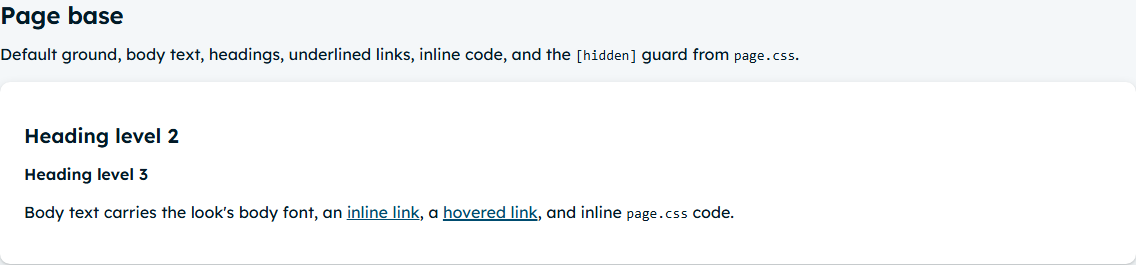 Page base
Default ground, body text, headings, underlined links, inline code, and the [hidden] guard from page.css.
Heading level 2
Heading level 3
Body text carries the look's body font, an inline link, a hovered link, and inline page.css code.